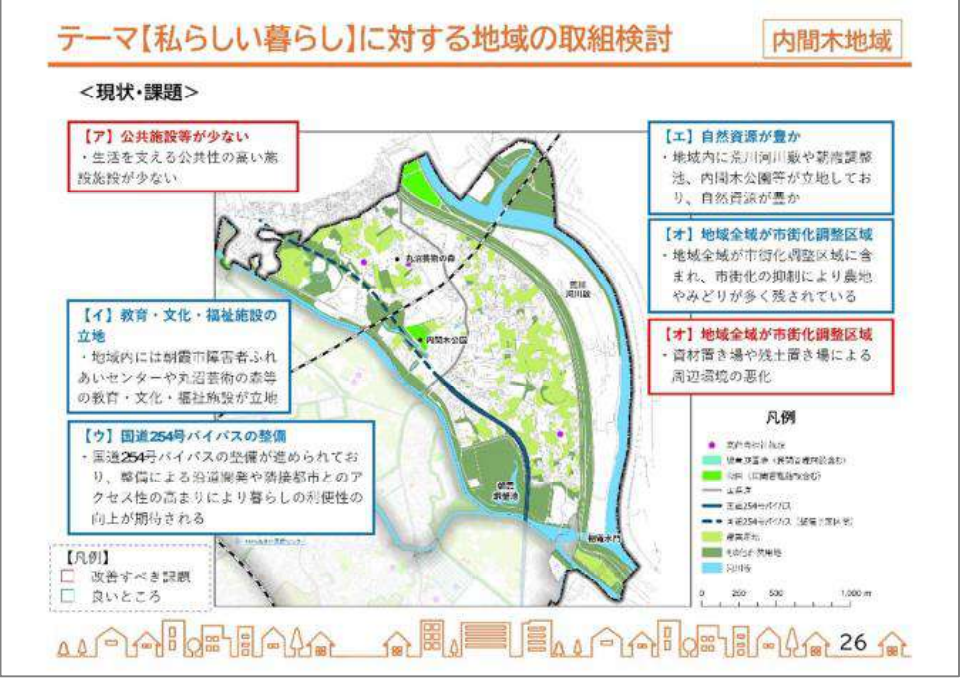 テーマ【私らしい暮らし】に対する地域の取組検討
内間木地域
＜現状・課題＞
【ア】公共施設等が少ない
・生活を支える公共性の高い施
設施設が少ない
【イ】教育・文化・福祉施設の
立地
・地域内には朝霞市障害者ふれ
あいセンターや丸沼芸術の森等
の教育・文化・福祉施設が立地
【ウ】国道254号バイパスの整備
・国道254号バイパスの整備が進められてお
り、整備による沿道開発や隣接都市とのア
クセス性の高まりにより暮らしの利便性の
向上が期待される
【凡例】
改善すべき課題
良いところ
丸沼芸術の森
内間木公園
荒川
河川敷
朝霞
調整池
朝霞水門
【エ】自然資源が豊か
・地域内に荒川河川敷や朝霞調整
池、内間木公園等が立地してお
り、自然資源が豊か
【オ】地域全域が市街化調整区域
・地域全域が市街化調整区域に含
まれ、市街化の抑制により農地
やみどりが多く残されている
【オ】地域全域が市街化調整区域
・資材置き場や残土置き場による
周辺環境の悪化
凡例
国道254号バイパス
0 250 500 1,000 m
26